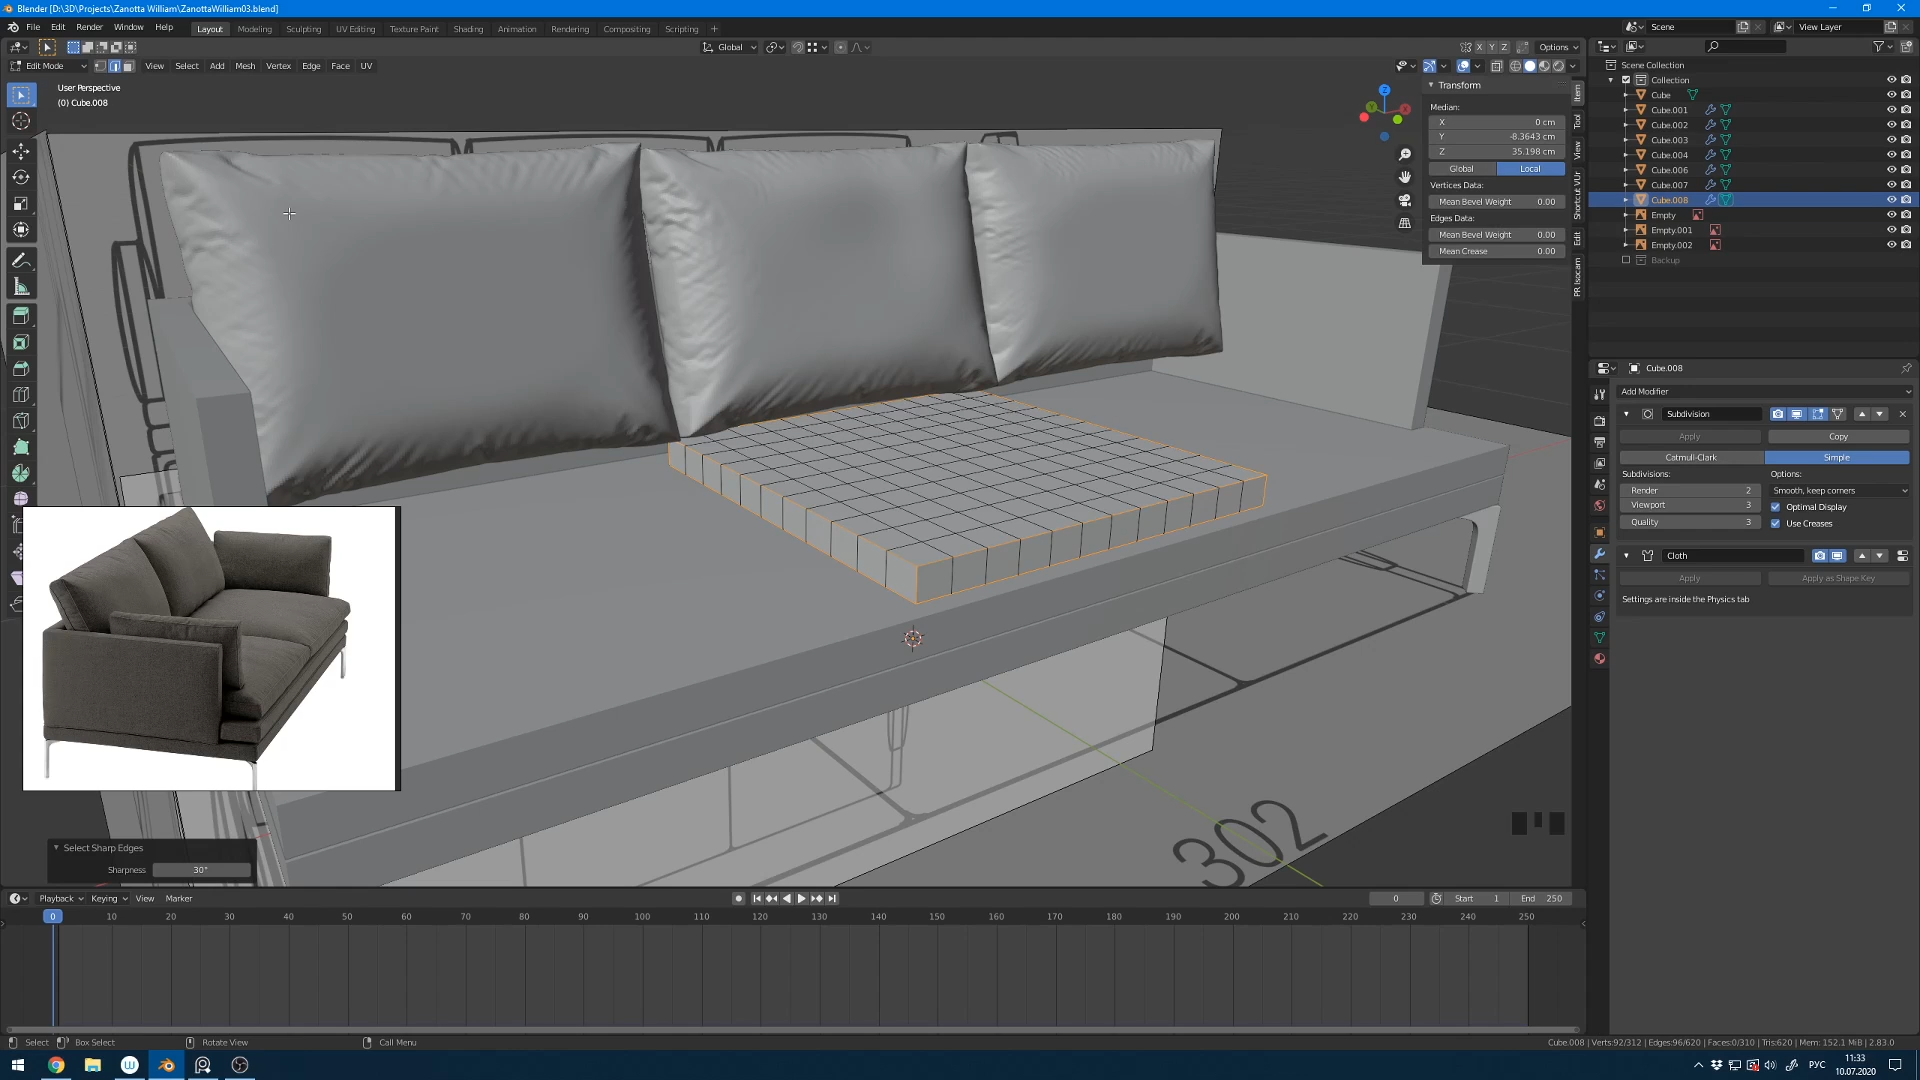 Blender [D:\3D\Projects\Zanotta William\ZanottaWilliam03.blend]
File Edit Render Window Help
Layout Modeling Sculpting UV Editing Texture Paint Shading Animation Rendering Compositing Scripting +
Scene View Layer
Global X Y Z Options
Edit Mode View Select Add Mesh Vertex Edge Face UV
User Perspective
(0) Cube.008
Transform
Median:
X 0 cm
Y -8.3643 cm
Z 35.198 cm
Global Local
Vertices Data:
Mean Bevel Weight 0.00
Edges Data:
Mean Bevel Weight 0.00
Mean Crease 0.00
Item
Tool
View
Shortcut VUr
Edit
PR Isocam
Z
Y
X
Scene Collection
Collection
Cube
Cube.001
Cube.002
Cube.003
Cube.004
Cube.006
Cube.007
Cube.008
Empty
Empty.001
Empty.002
Backup
Cube.008
Add Modifier
Subdivision
Apply Copy
Catmull-Clark Simple
Subdivisions: Options:
Render 2 Smooth, keep corners
Viewport 3 Optimal Display
Quality 3 Use Creases
Cloth
Apply Apply as Shape Key
Settings are inside the Physics tab
302
Select Sharp Edges
Sharpness 30°
Playback Keying View Marker
0 Start 1 End 250
0 10 20 30 40 50 60 70 80 90 100 110 120 130 140 150 160 170 180 190 200 210 220 230 240 250
Select Box Select Rotate View Call Menu
Cube.008 | Verts:92/312 | Edges:96/620 | Faces:0/310 | Tris:620 | Mem: 152.1 MiB | 2.83.0
РУС
11:33
10.07.2020